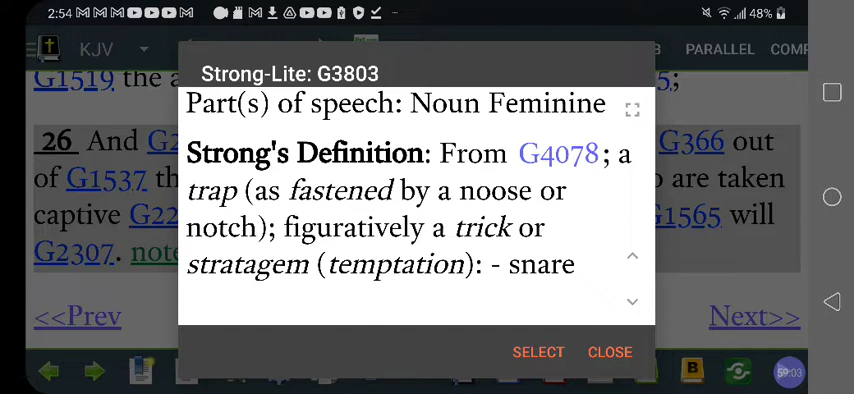 2:54 48%
KJV PARALLEL COMP
Strong-Lite: G3803
G1519 the a 5;
Part(s) of speech: Noun Feminine
26 And G2 G366 out
Strong's Definition: From G4078; a
of G1537 th o are taken
trap (as fastened by a noose or
captive G22 G1565 will
notch); figuratively a trick or
G2307. note
stratagem (temptation): - snare
<<Prev Next>>
SELECT CLOSE
B
59:03